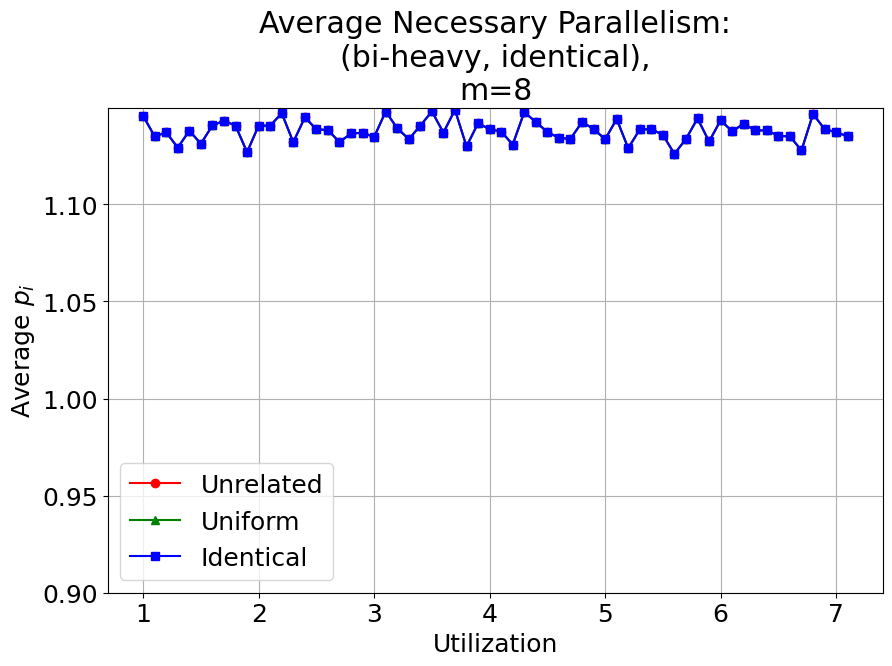 Average Necessary Parallelism:
(bi-heavy, identical),
m=8
Average p_i
1.10
1.05
1.00
0.95
0.90
Unrelated
Uniform
Identical
1 2 3 4 5 6 7
Utilization